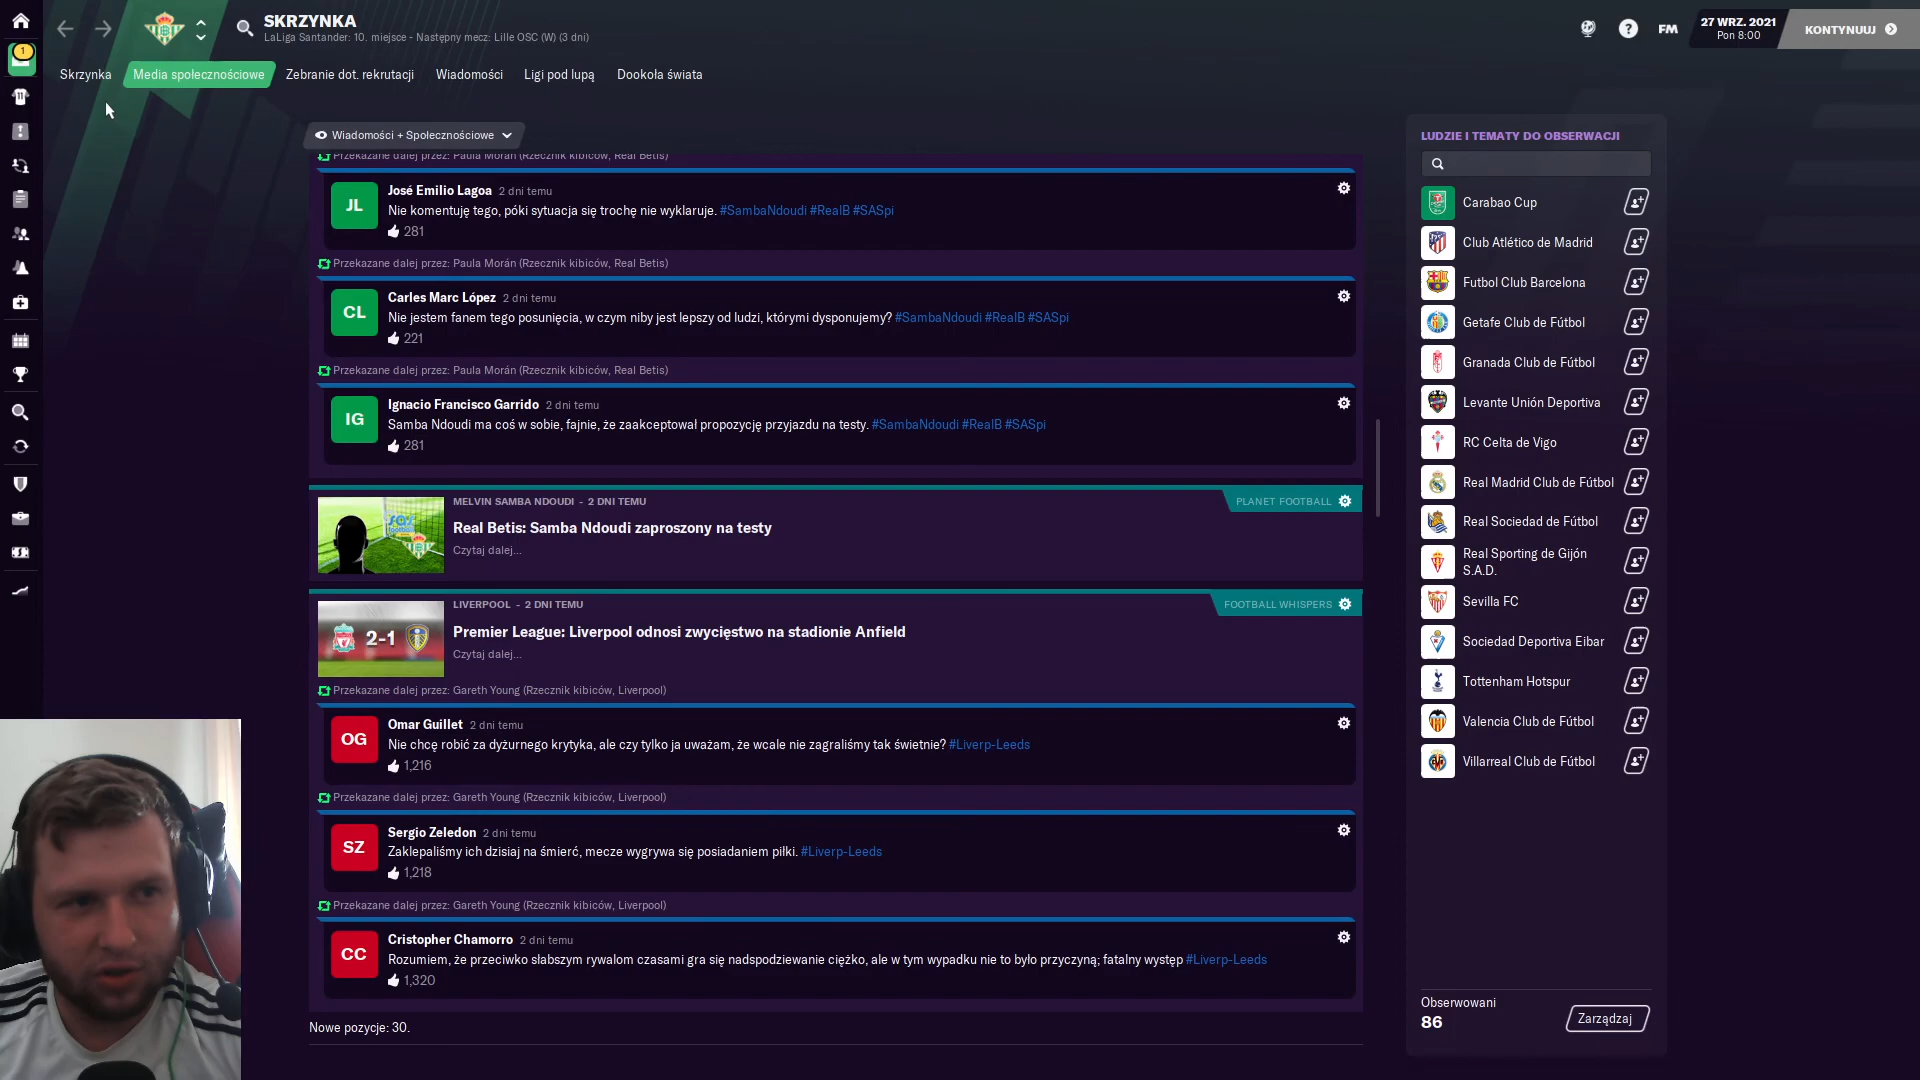 SKRZYNKA
LaLiga Santander: 10. miejsce - Następny mecz: Lille OSC (W) (3 dni)
FM
27 WRZ. 2021
Pon 8:00
KONTYNUUJ
1
Skrzynka
Media społecznościowe
Zebranie dot. rekrutacji
Wiadomości
Ligi pod lupą
Dookoła świata
Wiadomości + Społecznościowe
Przekazane dalej przez: Paula Morán (Rzecznik kibiców, Real Betis)
JL
José Emilio Lagoa 2 dni temu
Nie komentuję tego, póki sytuacja się trochę nie wyklaruje. #SambaNdoudi #RealB #SASpi
281
Przekazane dalej przez: Paula Morán (Rzecznik kibiców, Real Betis)
CL
Carles Marc López 2 dni temu
Nie jestem fanem tego posunięcia, w czym niby jest lepszy od ludzi, którymi dysponujemy? #SambaNdoudi #RealB #SASpi
221
Przekazane dalej przez: Paula Morán (Rzecznik kibiców, Real Betis)
IG
Ignacio Francisco Garrido 2 dni temu
Samba Ndoudi ma coś w sobie, fajnie, że zaakceptował propozycję przyjazdu na testy. #SambaNdoudi #RealB #SASpi
281
MELVIN SAMBA NDOUDI - 2 DNI TEMU
PLANET FOOTBALL
Real Betis: Samba Ndoudi zaproszony na testy
Czytaj dalej...
LIVERPOOL - 2 DNI TEMU
FOOTBALL WHISPERS
2-1
Premier League: Liverpool odnosi zwycięstwo na stadionie Anfield
Czytaj dalej...
Przekazane dalej przez: Gareth Young (Rzecznik kibiców, Liverpool)
OG
Omar Guillet 2 dni temu
Nie chcę robić za dyżurnego krytyka, ale czy tylko ja uważam, że wcale nie zagraliśmy tak świetnie? #Liverp-Leeds
1,216
Przekazane dalej przez: Gareth Young (Rzecznik kibiców, Liverpool)
SZ
Sergio Zeledon 2 dni temu
Zaklepaliśmy ich dzisiaj na śmierć, mecze wygrywa się posiadaniem piłki. #Liverp-Leeds
1,218
Przekazane dalej przez: Gareth Young (Rzecznik kibiców, Liverpool)
CC
Cristopher Chamorro 2 dni temu
Rozumiem, że przeciwko słabszym rywalom czasami gra się nadspodziewanie ciężko, ale w tym wypadku nie to było przyczyną; fatalny występ #Liverp-Leeds
1,320
Nowe pozycje: 30.
LUDZIE I TEMATY DO OBSERWACJI
Carabao Cup
Club Atlético de Madrid
Futbol Club Barcelona
Getafe Club de Fútbol
Granada Club de Fútbol
Levante Unión Deportiva
RC Celta de Vigo
Real Madrid Club de Fútbol
Real Sociedad de Fútbol
Real Sporting de Gijón
S.A.D.
Sevilla FC
Sociedad Deportiva Eibar
Tottenham Hotspur
Valencia Club de Fútbol
Villarreal Club de Fútbol
Obserwowani
86
Zarządzaj